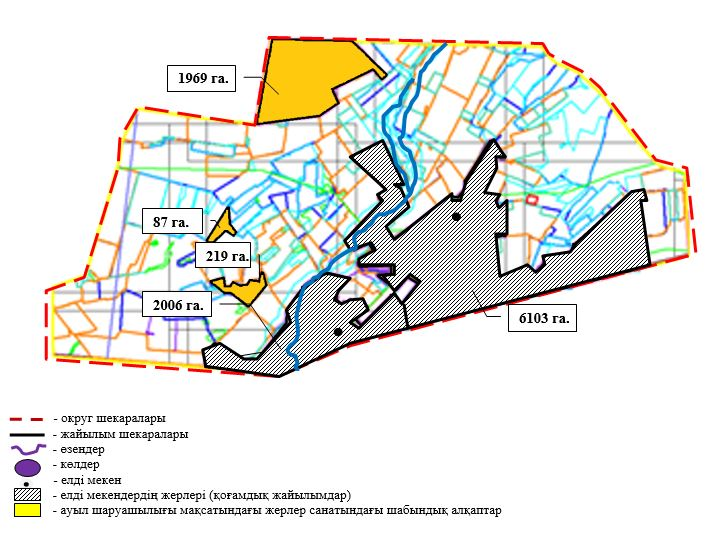 1969 га.
87 га.
219 га.
2006 га.
6103 га.
- округ шекаралары
- жайылым шекаралары
- өзендер
- көлдер
- елді мекен
- елді мекендердің жерлері (қоғамдық жайылымдар)
- ауыл шаруашылығы мақсатындағы жерлер санатындағы шабындық алқаптар